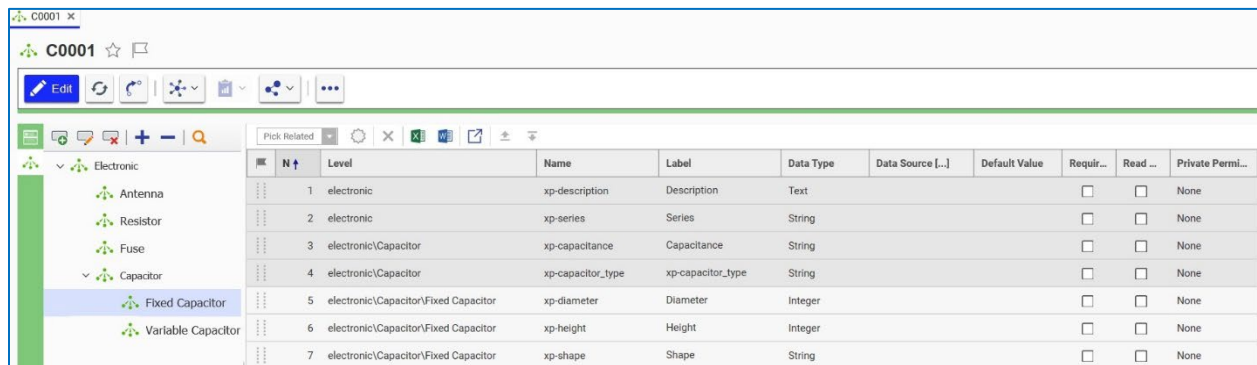 C0001 ×
C0001
Edit
Pick Related
Electronic
Antenna
Resistor
Fuse
Capacitor
Fixed Capacitor
Variable Capacitor
N Level Name Label Data Type Data Source [...] Default Value Requir... Read ... Private Permi...
1 electronic xp-description Description Text None
2 electronic xp-series Series String None
3 electronic\Capacitor xp-capacitance Capacitance String None
4 electronic\Capacitor xp-capacitor_type xp-capacitor_type String None
5 electronic\Capacitor\Fixed Capacitor xp-diameter Diameter Integer None
6 electronic\Capacitor\Fixed Capacitor xp-height Height Integer None
7 electronic\Capacitor\Fixed Capacitor xp-shape Shape String None